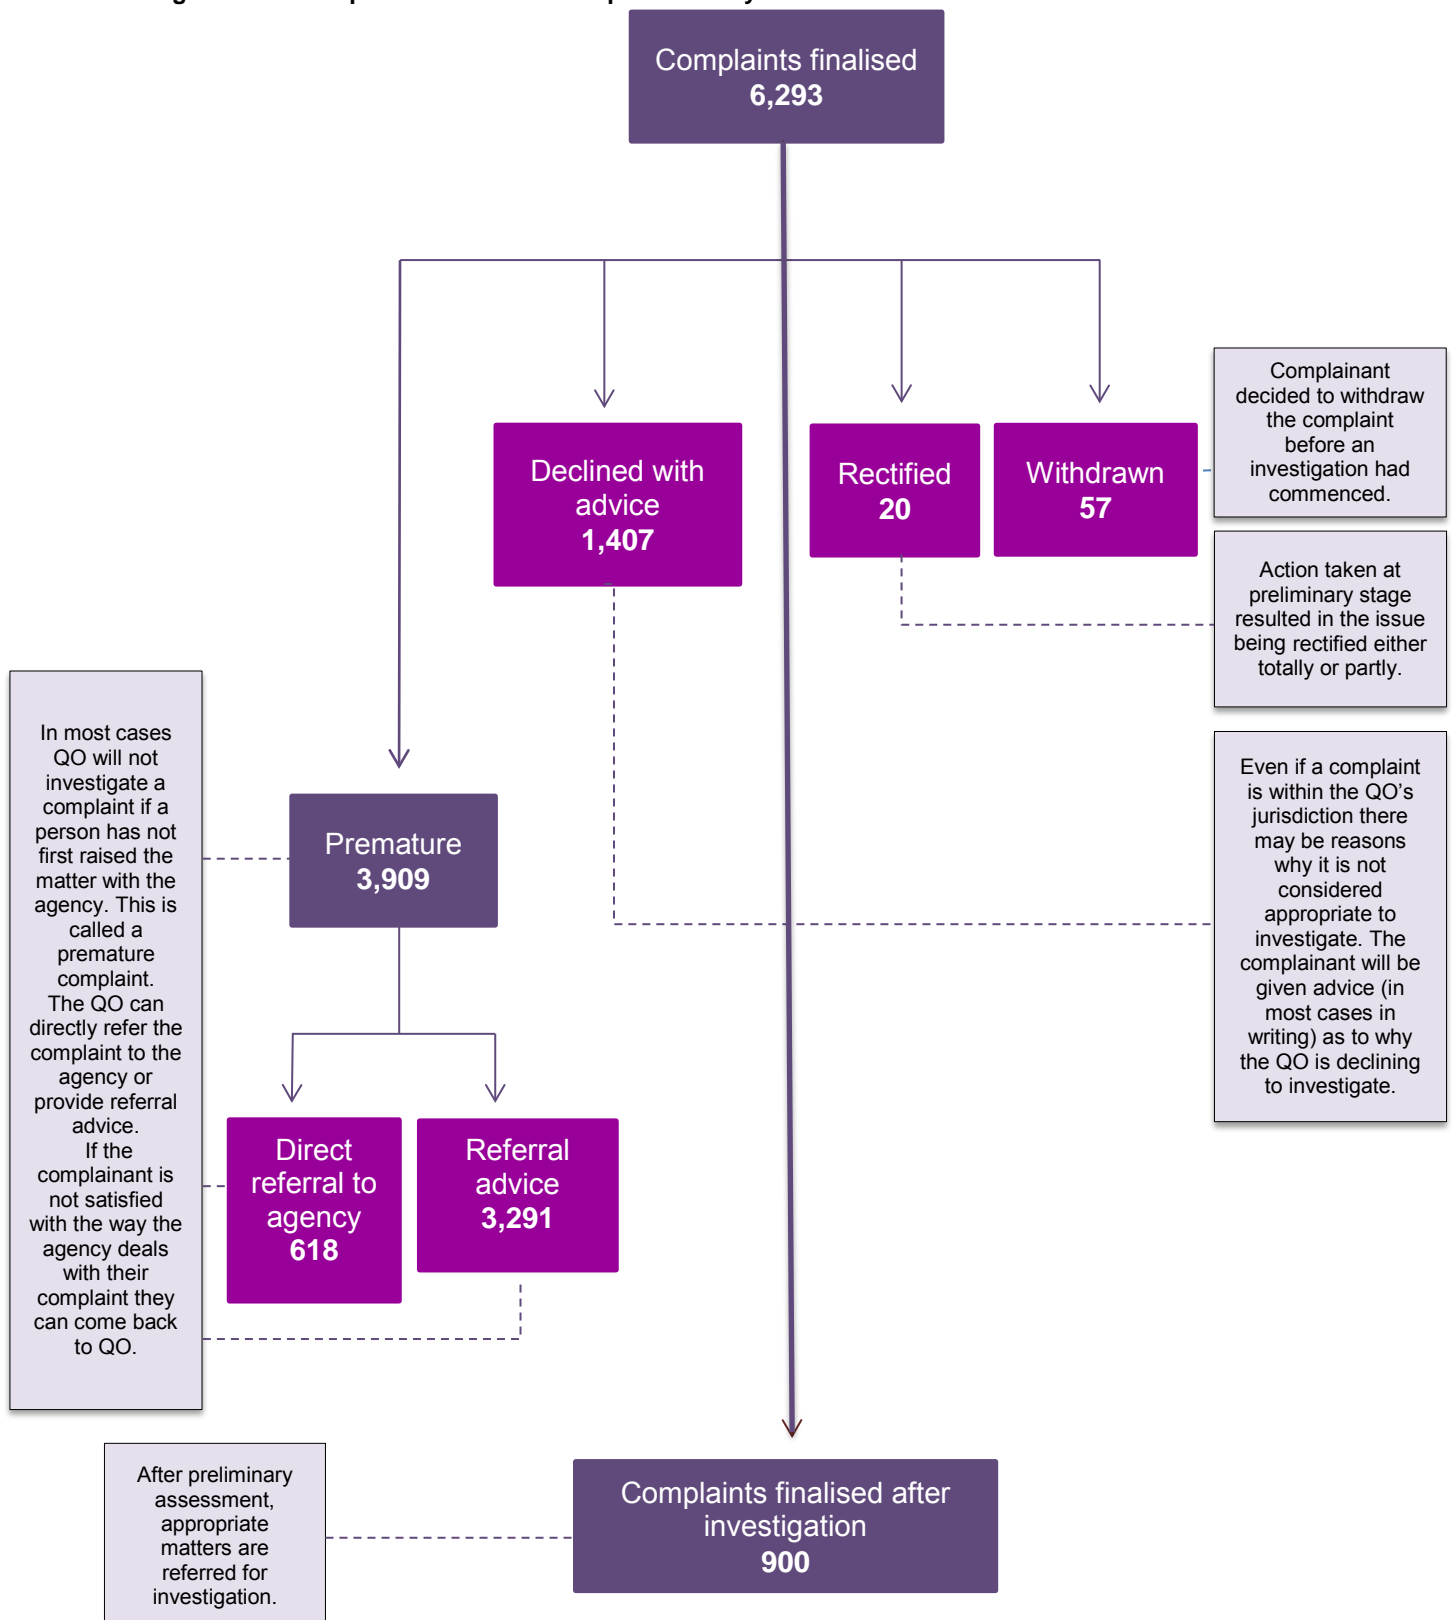 Complaints finalised
6,293
Declined with
advice
1,407
Rectified
20
Withdrawn
57
Complainant
decided to withdraw
the complaint
before an
investigation had
commenced.
Action taken at
preliminary stage
resulted in the issue
being rectified either
totally or partly.
In most cases
QO will not
investigate a
complaint if a
person has not
first raised the
matter with the
agency. This is
called a
premature
complaint.
The QO can
directly refer the
complaint to the
agency or
provide referral
advice.
If the
complainant is
not satisfied
with the way the
agency deals
with their
complaint they
can come back
to QO.
Premature
3,909
Even if a complaint
is within the QO’s
jurisdiction there
may be reasons
why it is not
considered
appropriate to
investigate. The
complainant will be
given advice (in
most cases in
writing) as to why
the QO is declining
to investigate.
Direct
referral to
agency
618
Referral
advice
3,291
After preliminary
assessment,
appropriate
matters are
referred for
investigation.
Complaints finalised after
investigation
900